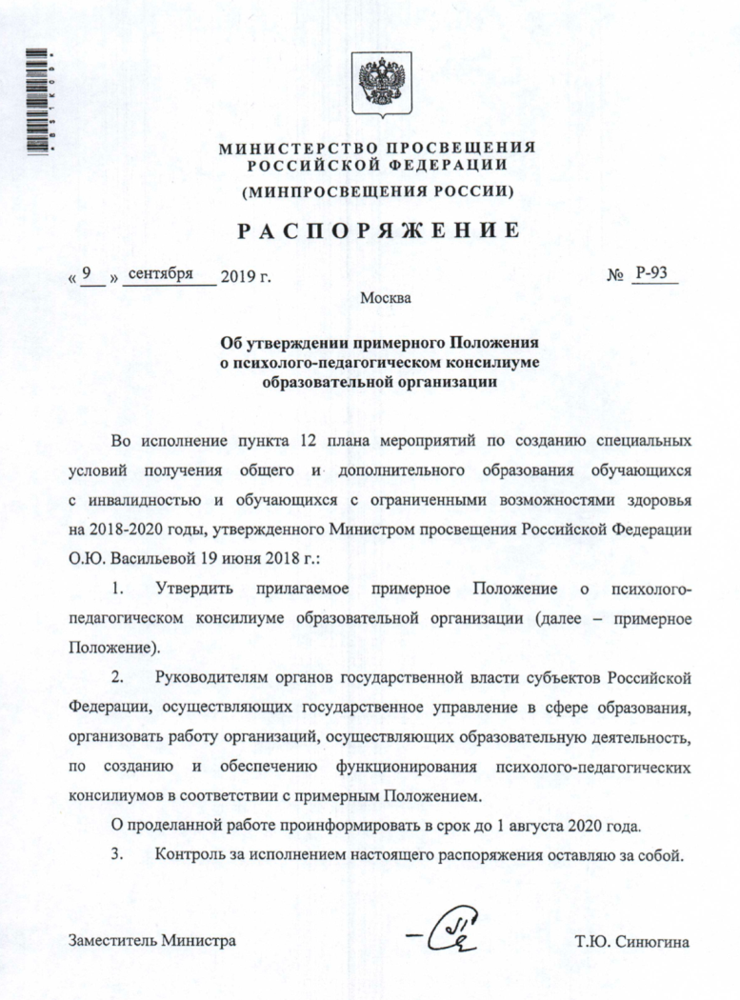 МИНИСТЕРСТВО ПРОСВЕЩЕНИЯ
РОССИЙСКОЙ ФЕДЕРАЦИИ
(МИНПРОСВЕЩЕНИЯ РОССИИ)
РАСПОРЯЖЕНИЕ
« 9 » сентября 2019 г. № Р-93
Москва
Об утверждении примерного Положения
о психолого-педагогическом консилиуме
образовательной организации
Во исполнение пункта 12 плана мероприятий по созданию специальных
условий получения общего и дополнительного образования обучающихся
с инвалидностью и обучающихся с ограниченными возможностями здоровья
на 2018-2020 годы, утвержденного Министром просвещения Российской Федерации
О.Ю. Васильевой 19 июня 2018 г.:
1. Утвердить прилагаемое примерное Положение о психолого-
педагогическом консилиуме образовательной организации (далее – примерное
Положение).
2. Руководителям органов государственной власти субъектов Российской
Федерации, осуществляющих государственное управление в сфере образования,
организовать работу организаций, осуществляющих образовательную деятельность,
по созданию и обеспечению функционирования психолого-педагогических
консилиумов в соответствии с примерным Положением.
О проделанной работе проинформировать в срок до 1 августа 2020 года.
3. Контроль за исполнением настоящего распоряжения оставляю за собой.
Заместитель Министра Т.Ю. Синюгина